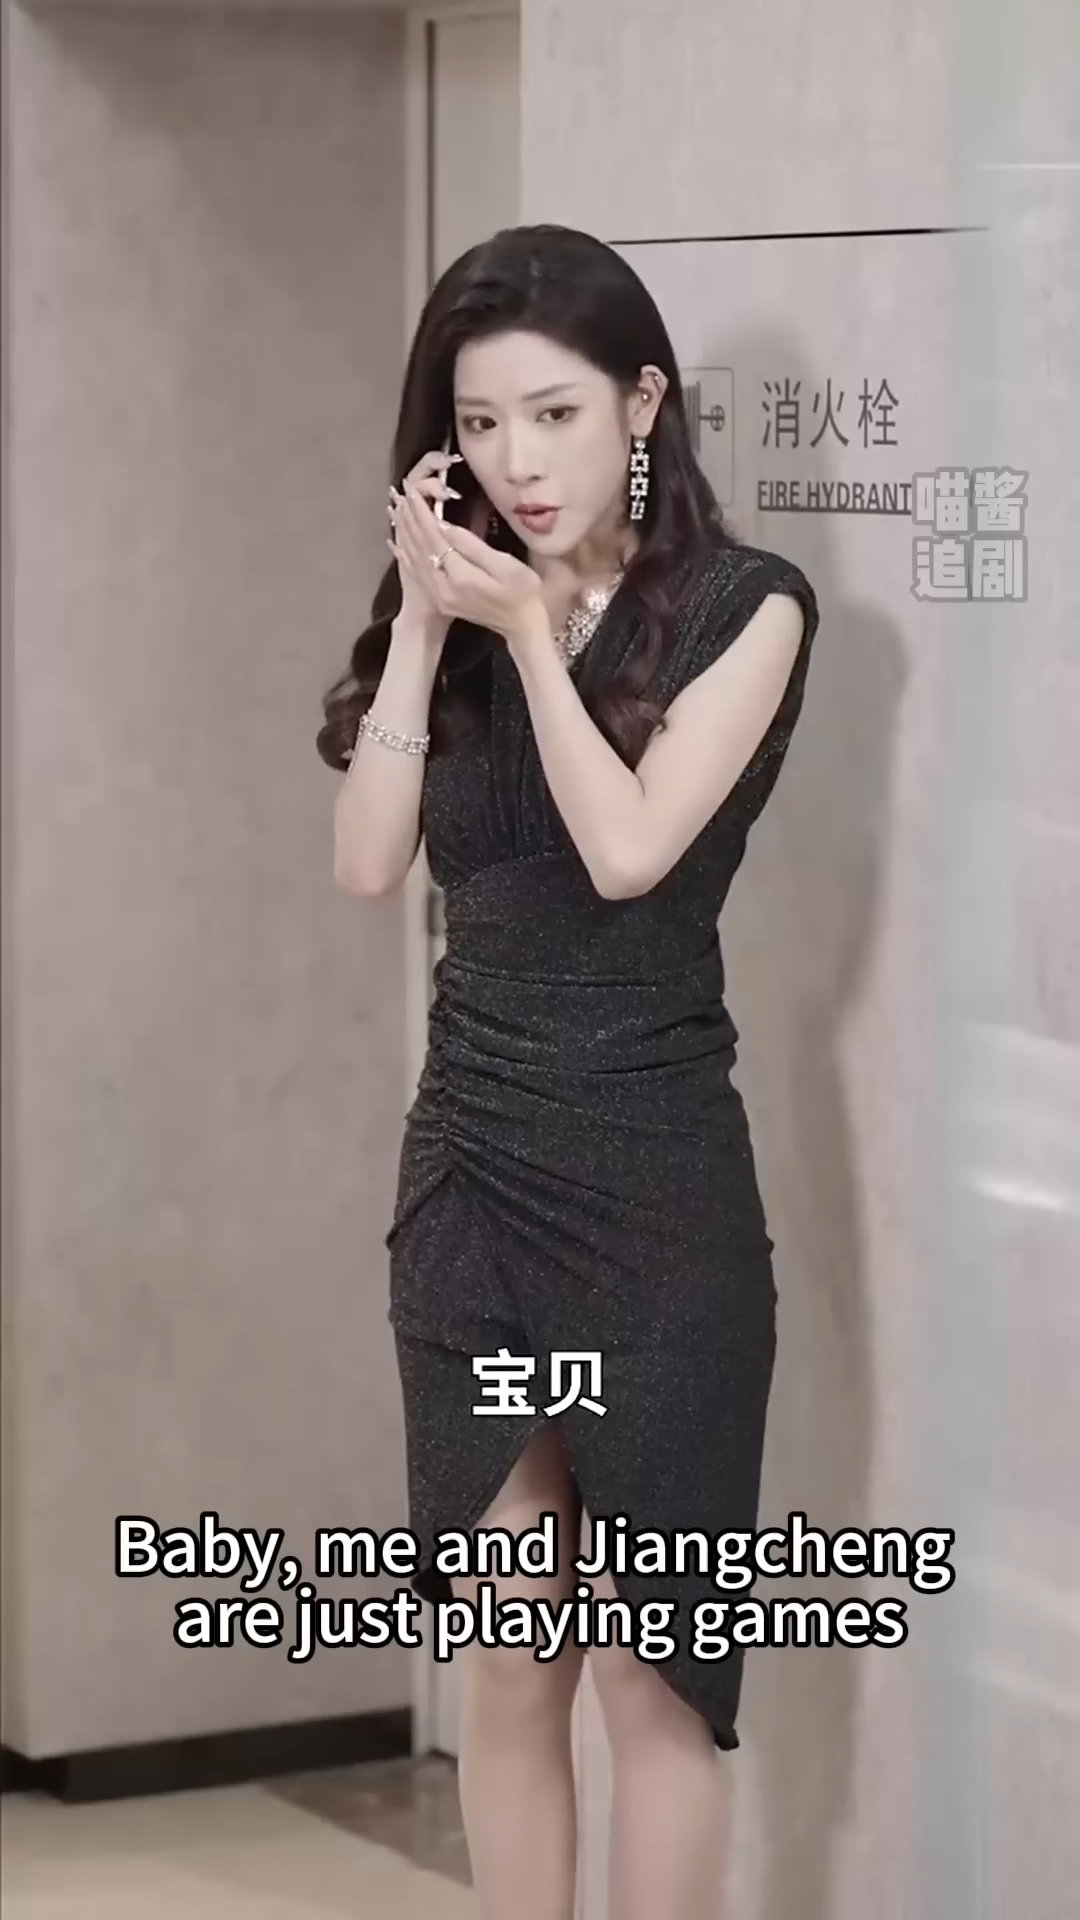 消火栓
FIRE HYDRANT
喵酱
追剧
宝贝
Baby, me and Jiangcheng
are just playing games